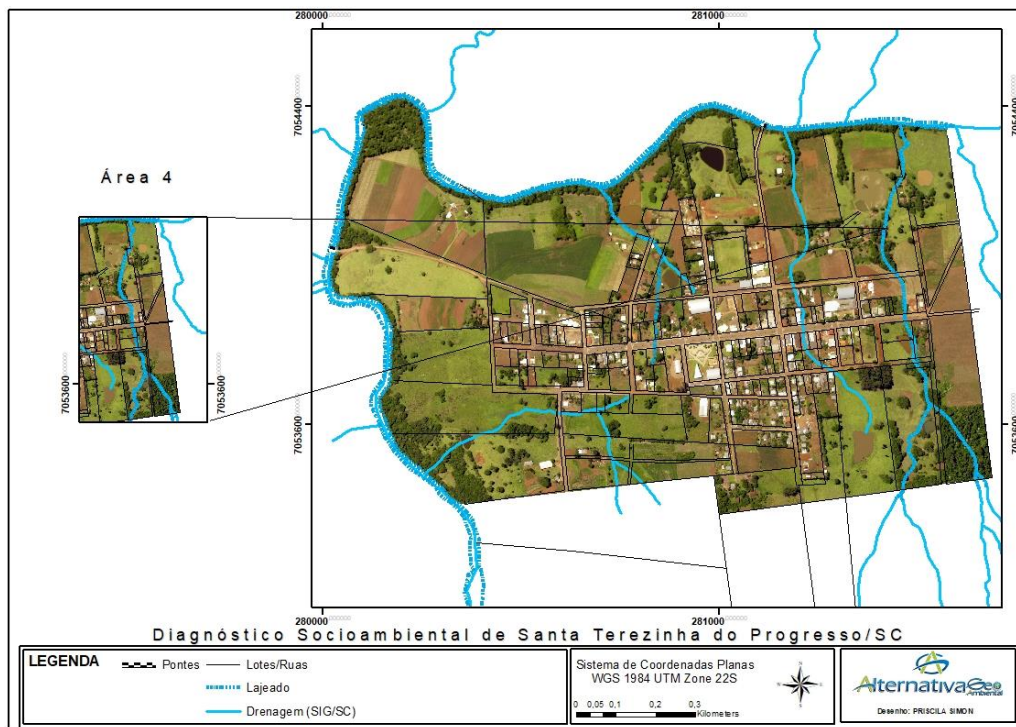 280000
281000
7054400
7054400
Área 4
7053600
7053600
7053600
7053600
280000
281000
Diagnóstico Socioambiental de Santa Terezinha do Progresso/SC
LEGENDA
Pontes
Lotes/Ruas
Lajeado
Drenagem (SIG/SC)
Sistema de Coordenadas Planas
WGS 1984 UTM Zone 22S
0 0,05 0,1 0,2 0,3
Kilometers
AlternativaGeo
Ambiental
Desenho: PRISCILA SIMON